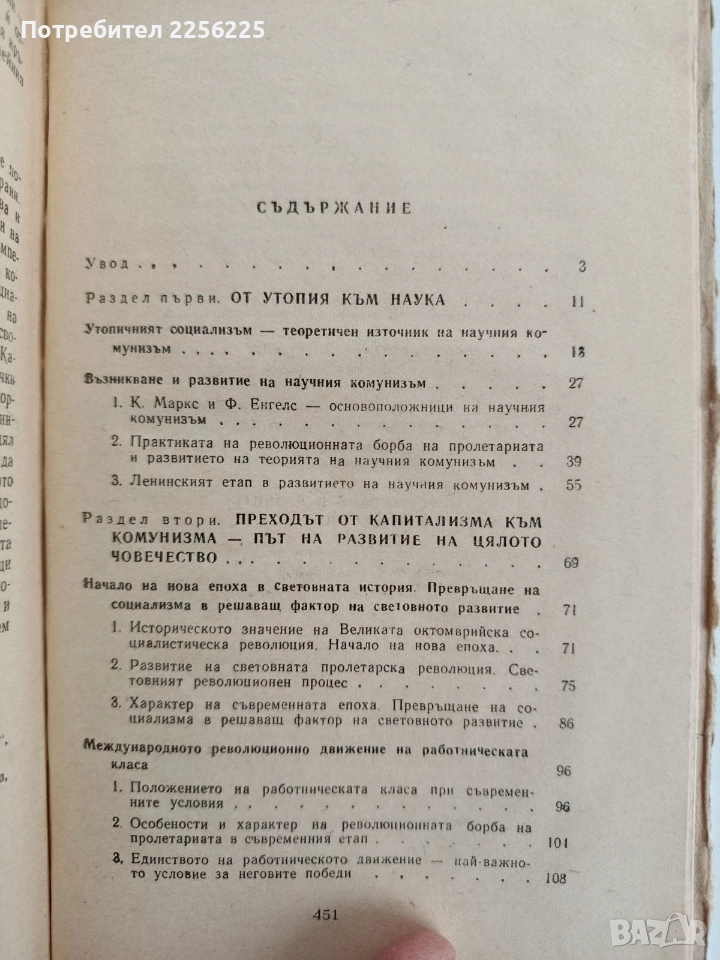 Потребител 2256225
СЪДЪРЖАНИЕ
Увод . , , . . . . . . . . . . 3
Раздел първи. ОТ УТОПИЯ КЪМ НАУКА . . . . 11
Утопичният социализъм — теоретичен източник на научния ко-
мунизъм . . . . . . . . . . . . 13
Възникване и развитие на научния комунизъм . . . . 27
1. К. Маркс и Ф. Енгелс — основоположници на научния
комунизъм . . . . . . . . . . . 27
2. Практиката на революционната борба на пролетариата
и развитието на теорията на научния комунизъм . . . 39
3. Ленинският етап в развитието на научния комунизъм . 55
Раздел втори. ПРЕХОДЪТ ОТ КАПИТАЛИЗМА КЪМ
КОМУНИЗМА — ПЪТ НА РАЗВИТИЕ НА ЦЯЛОТО
ЧОВЕЧЕСТВО . . . . . . . . . . . 69
Начало на нова епоха в световната история. Превръщане на
социализма в решаващ фактор на световното развитие . 71
1. Историческото значение на Великата октомврийска со-
циалистическа революция. Начало на нова епоха. . . 71
2. Развитие на световната пролетарска революция. Све-
товният революционен процес . . . . . . . 75
3. Характер на съвременната епоха. Превръщане на со-
циализма в решаващ фактор на световното развитие . 86
Международното революционно движение на работническата
класа 96
1. Положението на работническата класа при съвремен-
ните условия . . . . . . . . . . 96
2. Особености и характер на революционната борба на
пролетариата в съвременния етап . . . . . 101
3. Единството на работническото движение — най-важно-
то условие за неговите победи . . . . . . 108
451
BAZAR